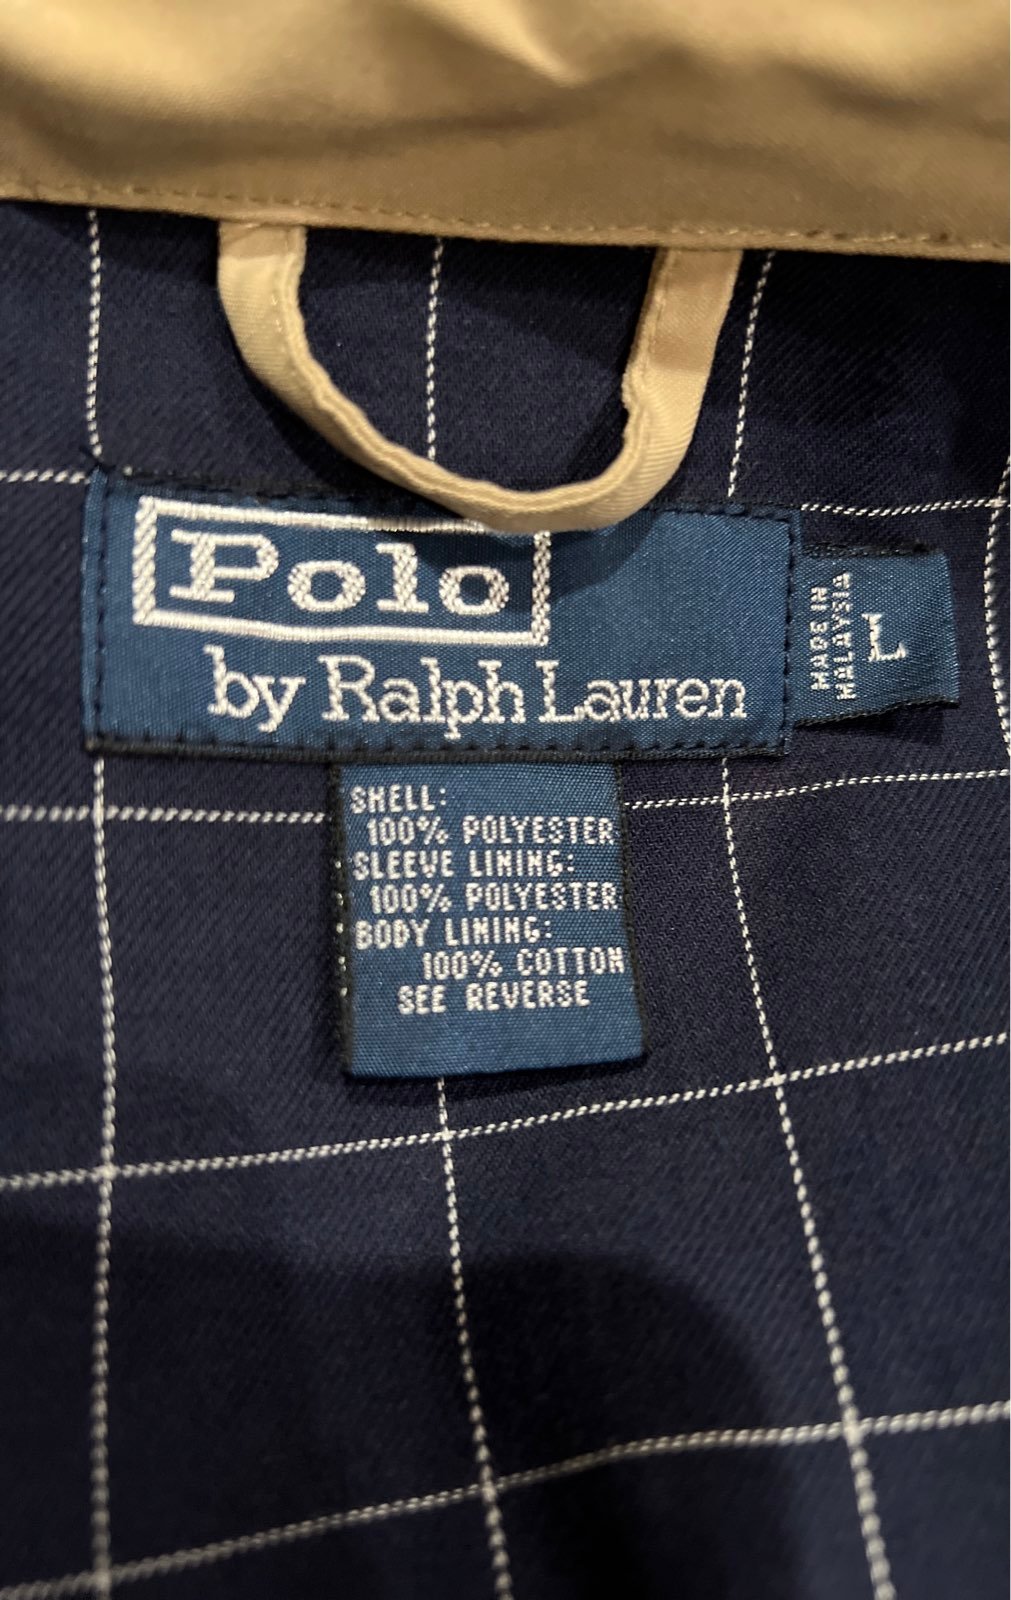 Polo
by Ralph Lauren
MADE IN
MALAYSIA
L
SHELL:
100% POLYESTER
SLEEVE LINING:
100% POLYESTER
BODY LINING:
100% COTTON
SEE REVERSE